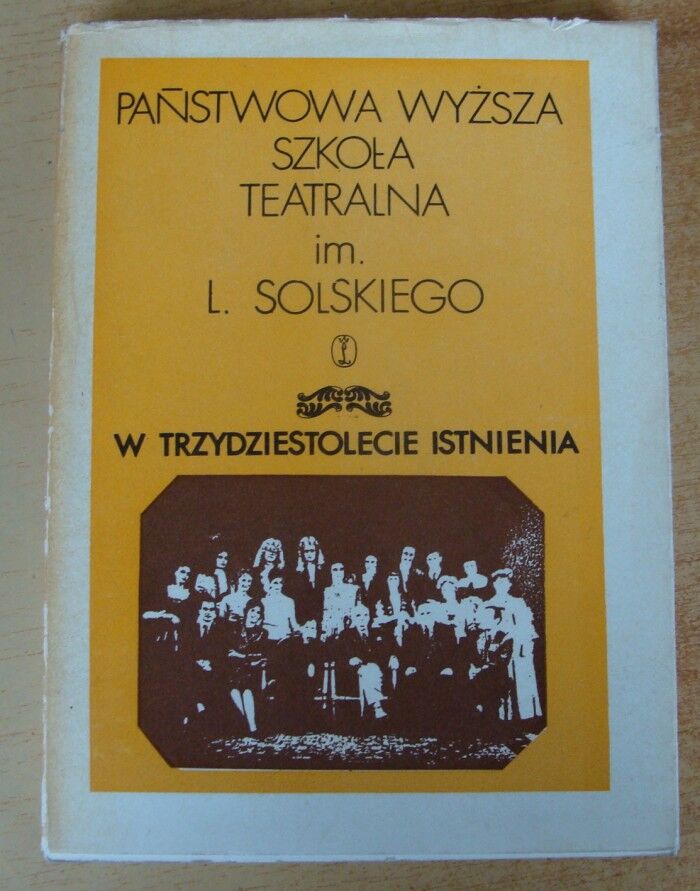 PAŃSTWOWA WYŻSZA
SZKOŁA
TEATRALNA
im.
L. SOLSKIEGO
W TRZYDZIESTOLECIE ISTNIENIA